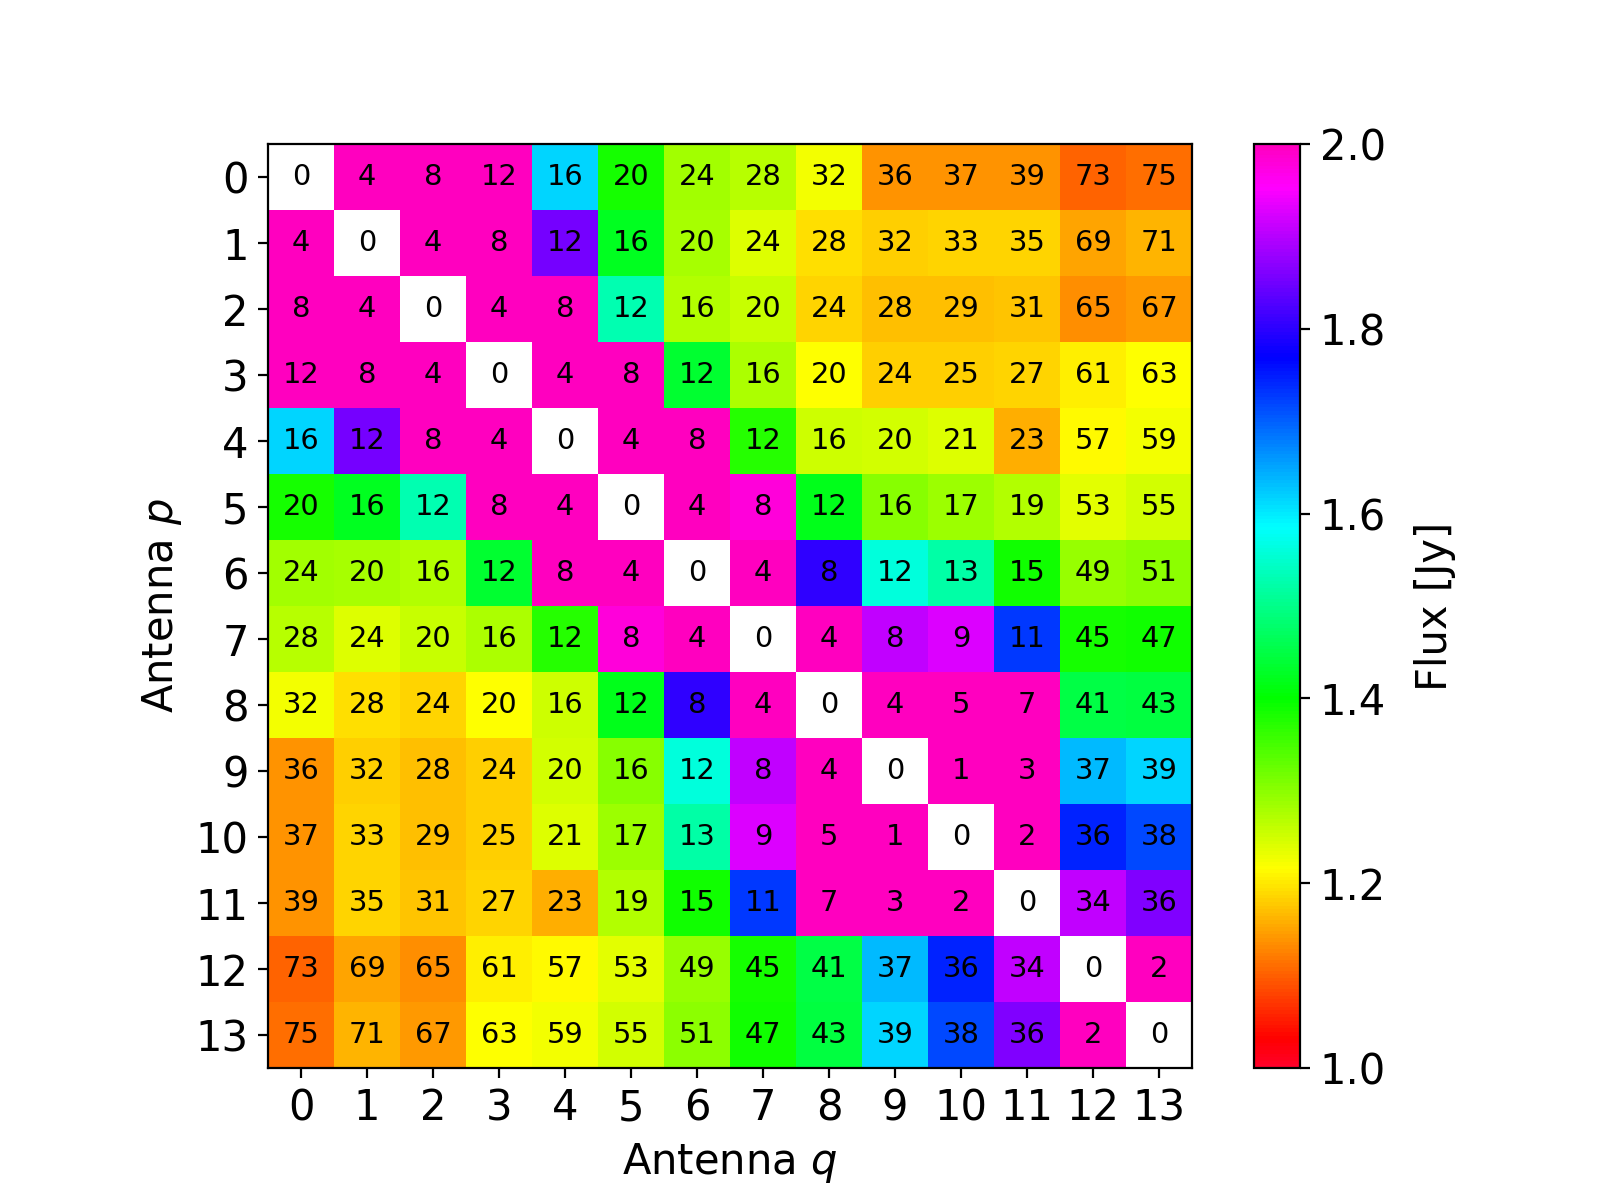 0 0 4 8 12 16 20 24 28 32 36 37 39 73 75
1 4 0 4 8 12 16 20 24 28 32 33 35 69 71
2 8 4 0 4 8 12 16 20 24 28 29 31 65 67
3 12 8 4 0 4 8 12 16 20 24 25 27 61 63
4 16 12 8 4 0 4 8 12 16 20 21 23 57 59
5 20 16 12 8 4 0 4 8 12 16 17 19 53 55
6 24 20 16 12 8 4 0 4 8 12 13 15 49 51
7 28 24 20 16 12 8 4 0 4 8 9 11 45 47
8 32 28 24 20 16 12 8 4 0 4 5 7 41 43
9 36 32 28 24 20 16 12 8 4 0 1 3 37 39
10 37 33 29 25 21 17 13 9 5 1 0 2 36 38
11 39 35 31 27 23 19 15 11 7 3 2 0 34 36
12 73 69 65 61 57 53 49 45 41 37 36 34 0 2
13 75 71 67 63 59 55 51 47 43 39 38 36 2 0
0 1 2 3 4 5 6 7 8 9 10 11 12 13
Antenna q
Antenna p
2.0
1.8
1.6
1.4
1.2
1.0
Flux [Jy]